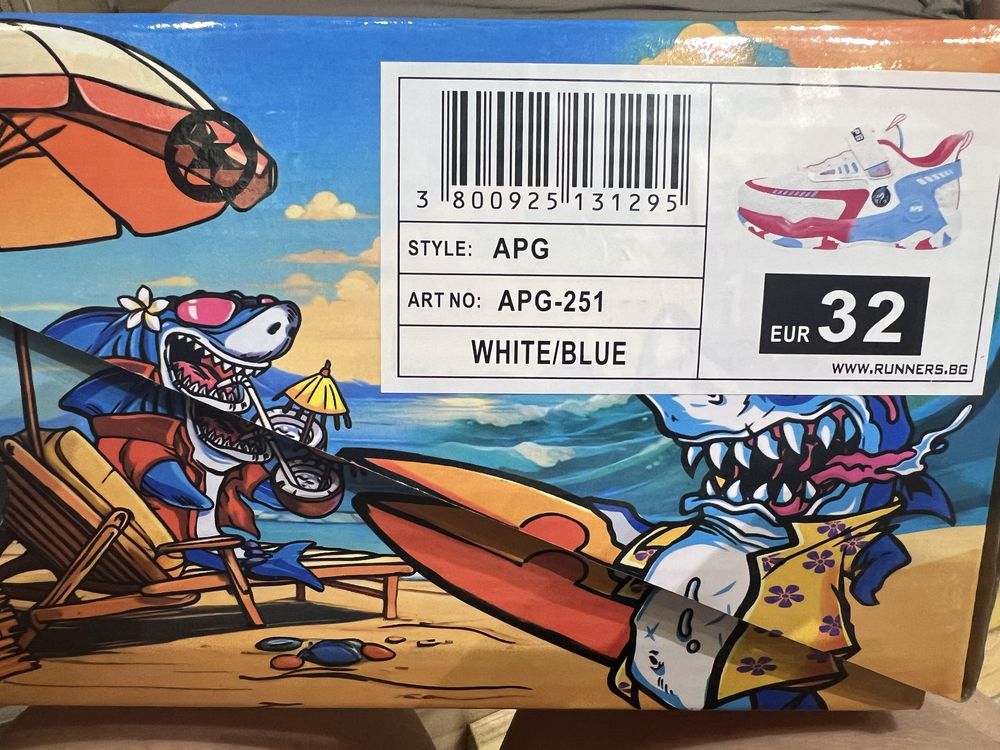 3 800925 131295
STYLE: APG
ART NO: APG-251
WHITE/BLUE
EUR 32
WWW.RUNNERS.BG